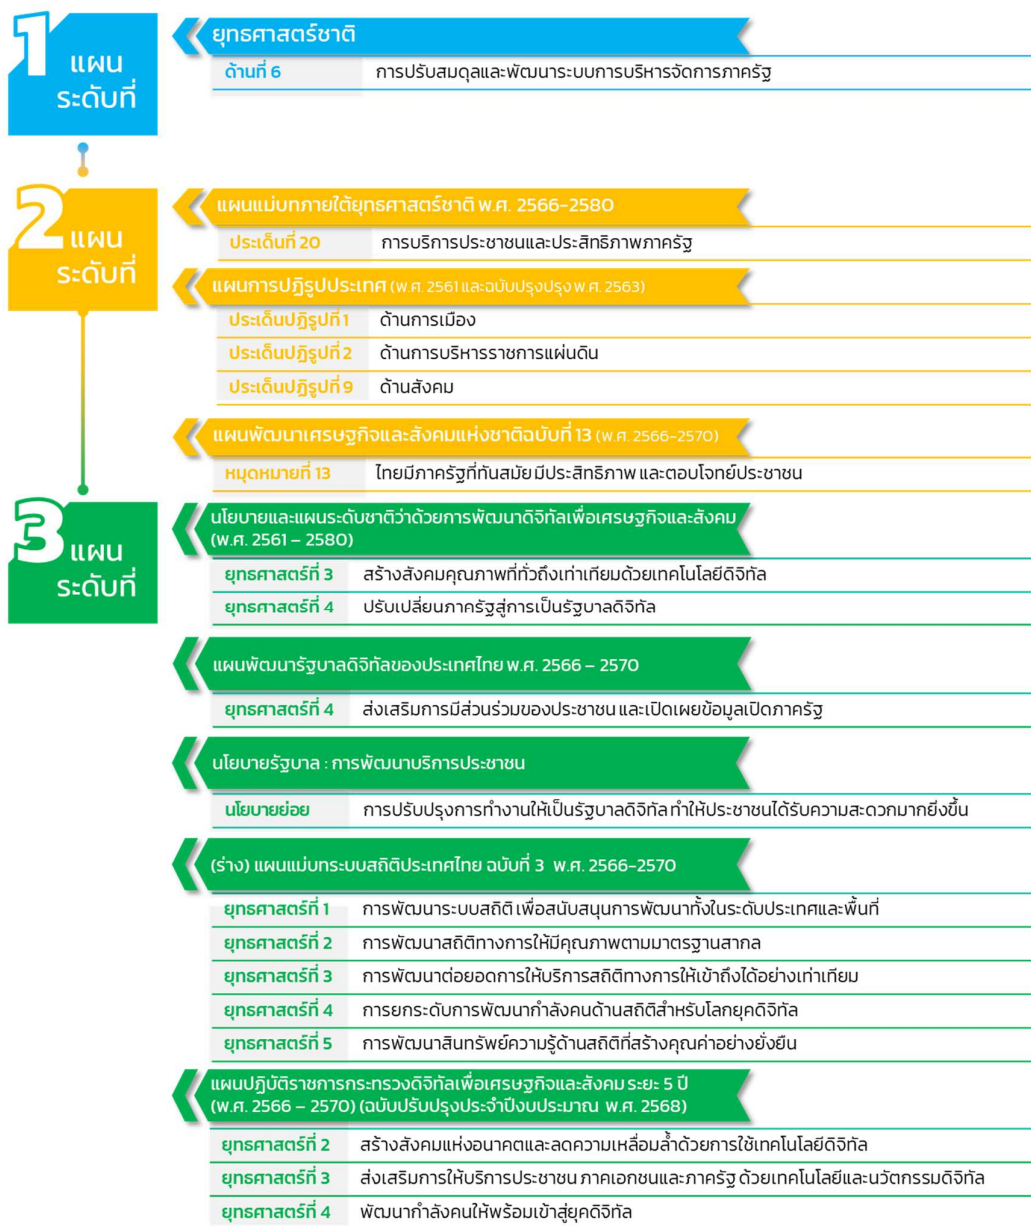 1 แผน
ระดับที่
ยุทธศาสตร์ชาติ
ด้านที่ 6 การปรับสมดุลและพัฒนาระบบการบริหารจัดการภาครัฐ
2 แผน
ระดับที่
แผนแม่บทภายใต้ยุทธศาสตร์ชาติ พ.ศ. 2566-2580
ประเด็นที่ 20 การบริการประชาชนและประสิทธิภาพภาครัฐ
แผนการปฏิรูปประเทศ (พ.ศ. 2561 และฉบับปรุงปรุง พ.ศ. 2563)
ประเด็นปฏิรูปที่ 1 ด้านการเมือง
ประเด็นปฏิรูปที่ 2 ด้านการบริหารราชการแผ่นดิน
ประเด็นปฏิรูปที่ 9 ด้านสังคม
แผนพัฒนาเศรษฐกิจและสังคมแห่งชาติฉบับที่ 13 (พ.ศ. 2566-2570)
หมุดหมายที่ 13 ไทยมีภาครัฐที่ทันสมัย มีประสิทธิภาพ และตอบโจทย์ประชาชน
3 แผน
ระดับที่
นโยบายและแผนระดับชาติว่าด้วยการพัฒนาดิจิทัลเพื่อเศรษฐกิจและสังคม
(พ.ศ. 2561 – 2580)
ยุทธศาสตร์ที่ 3 สร้างสังคมคุณภาพที่ทั่วถึงเท่าเทียมด้วยเทคโนโลยีดิจิทัล
ยุทธศาสตร์ที่ 4 ปรับเปลี่ยนภาครัฐสู่การเป็นรัฐบาลดิจิทัล
แผนพัฒนารัฐบาลดิจิทัลของประเทศไทย พ.ศ. 2566 – 2570
ยุทธศาสตร์ที่ 4 ส่งเสริมการมีส่วนร่วมของประชาชน และเปิดเผยข้อมูลเปิดภาครัฐ
นโยบายรัฐบาล : การพัฒนาบริการประชาชน
นโยบายย่อย การปรับปรุงการทำงานให้เป็นรัฐบาลดิจิทัล ทำให้ประชาชนได้รับความสะดวกมากยิ่งขึ้น
(ร่าง) แผนแม่บทระบบสถิติประเทศไทย ฉบับที่ 3 พ.ศ. 2566-2570
ยุทธศาสตร์ที่ 1 การพัฒนาระบบสถิติ เพื่อสนับสนุนการพัฒนาทั้งในระดับประเทศและพื้นที่
ยุทธศาสตร์ที่ 2 การพัฒนาสถิติทางการให้มีคุณภาพตามมาตรฐานสากล
ยุทธศาสตร์ที่ 3 การพัฒนาต่อยอดการให้บริการสถิติทางการให้เข้าถึงได้อย่างเท่าเทียม
ยุทธศาสตร์ที่ 4 การยกระดับการพัฒนากำลังคนด้านสถิติสำหรับโลกยุคดิจิทัล
ยุทธศาสตร์ที่ 5 การพัฒนาสินทรัพย์ความรู้ด้านสถิติที่สร้างคุณค่าอย่างยั่งยืน
แผนปฏิบัติราชการกระทรวงดิจิทัลเพื่อเศรษฐกิจและสังคม ระยะ 5 ปี
(พ.ศ. 2566 – 2570) (ฉบับปรับปรุงประจำปีงบประมาณ พ.ศ. 2568)
ยุทธศาสตร์ที่ 2 สร้างสังคมแห่งอนาคตและลดความเหลื่อมล้ำด้วยการใช้เทคโนโลยีดิจิทัล
ยุทธศาสตร์ที่ 3 ส่งเสริมการให้บริการประชาชน ภาคเอกชนและภาครัฐ ด้วยเทคโนโลยีและนวัตกรรมดิจิทัล
ยุทธศาสตร์ที่ 4 พัฒนากำลังคนให้พร้อมเข้าสู่ยุคดิจิทัล